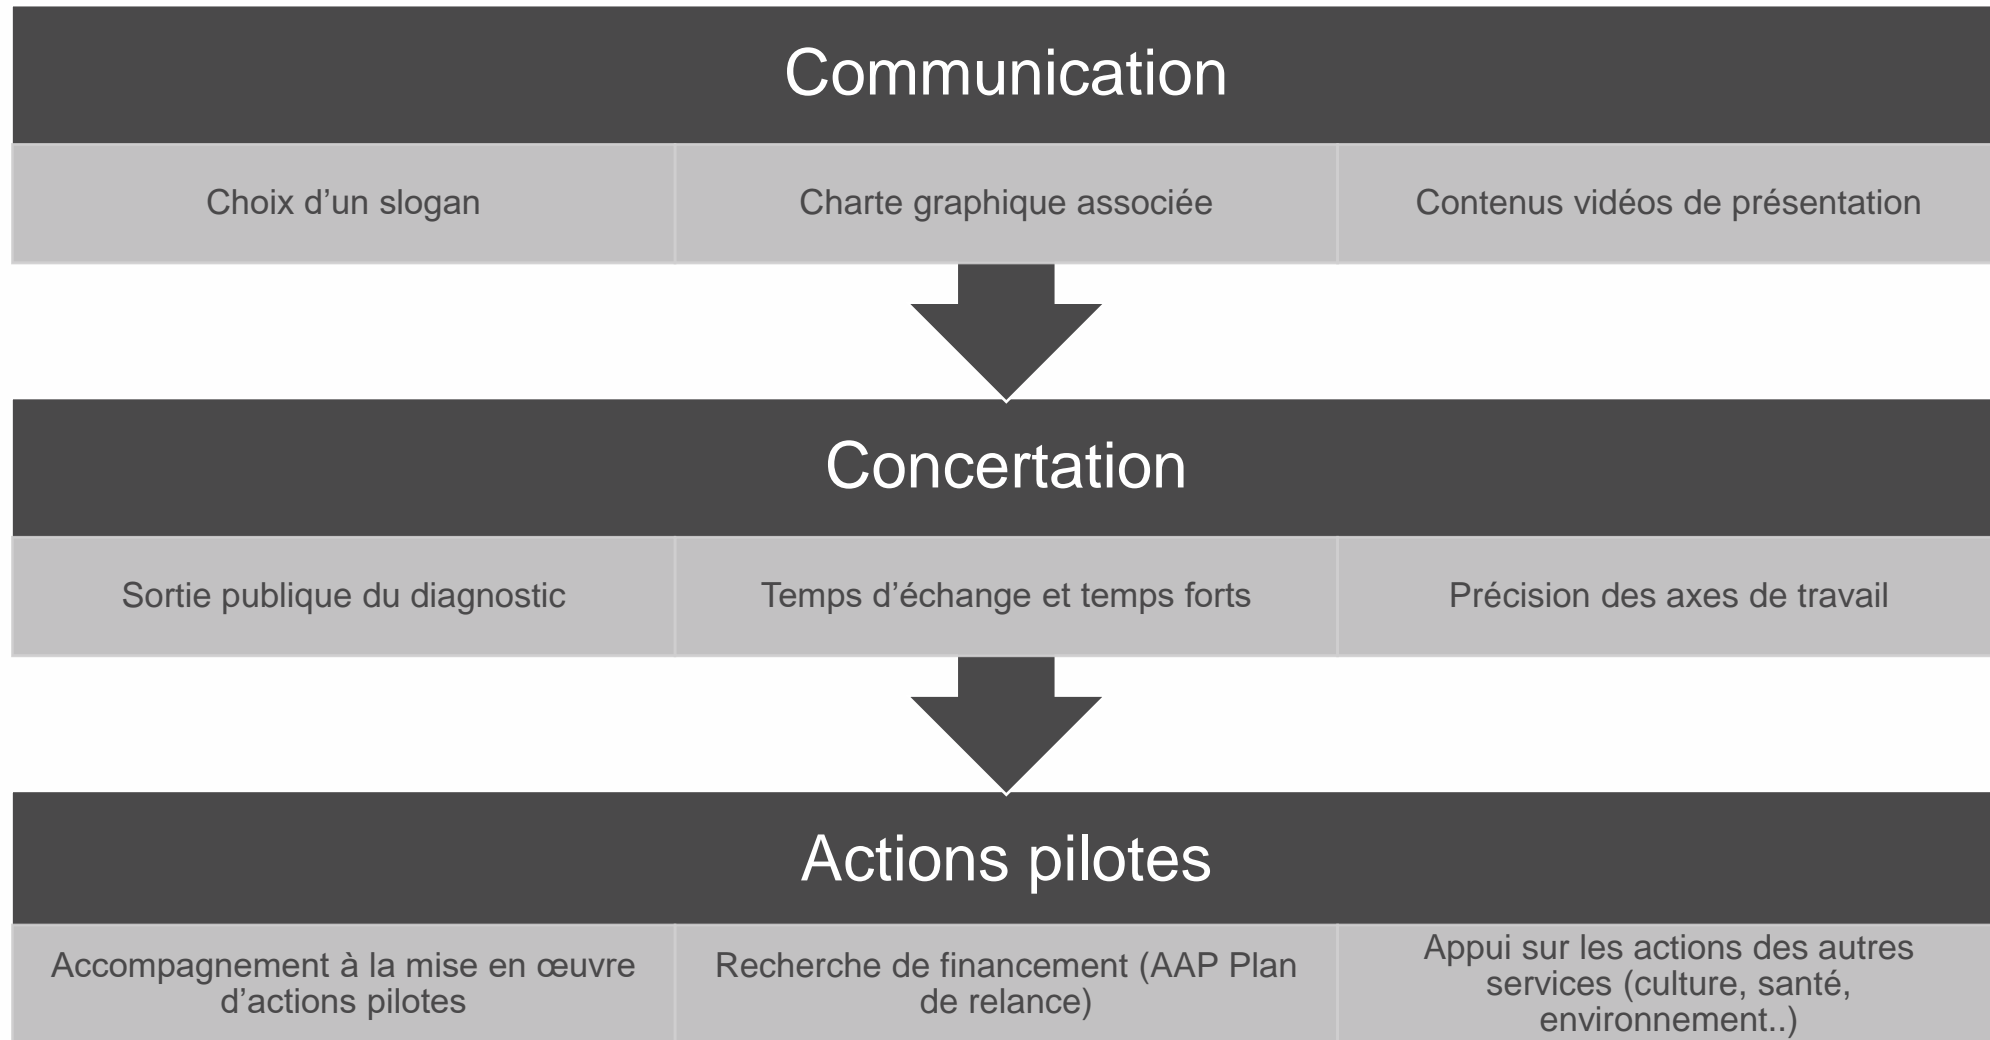 Communication
Choix d’un slogan
Charte graphique associée
Contenus vidéos de présentation
Concertation
Sortie publique du diagnostic
Temps d’échange et temps forts
Précision des axes de travail
Actions pilotes
Accompagnement à la mise en œuvre
d’actions pilotes
Recherche de financement (AAP Plan
de relance)
Appui sur les actions des autres
services (culture, santé,
environnement..)